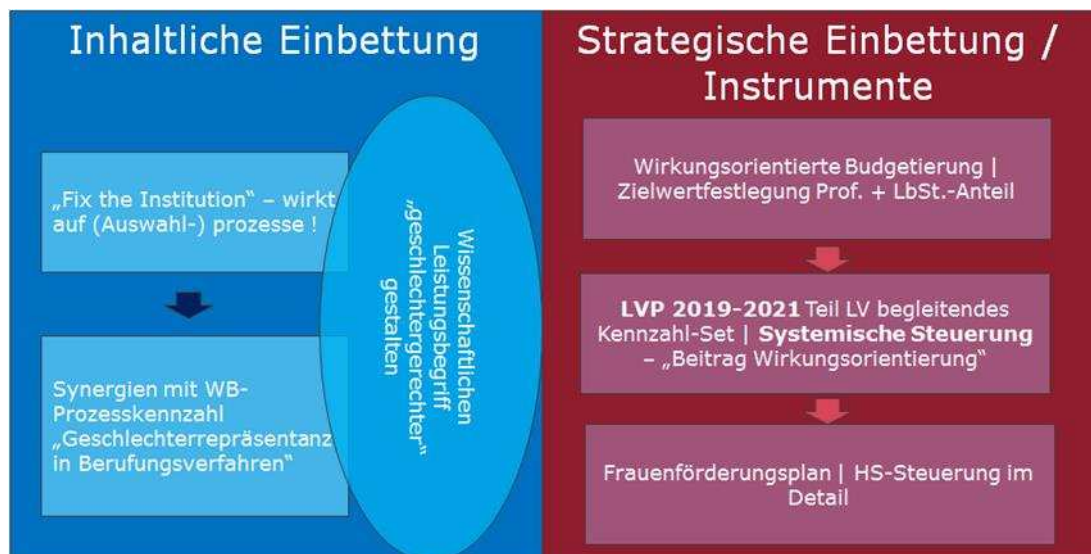 Inhaltliche Einbettung
„Fix the Institution“ – wirkt
auf (Auswahl-) prozesse !
Synergien mit WB-
Prozesskennzahl
„Geschlechterrepräsentanz
in Berufungsverfahren“
Wissenschaftlichen
Leistungsbegriff
„geschlechtergerechter“
gestalten
Strategische Einbettung /
Instrumente
Wirkungsorientierte Budgetierung |
Zielwertfestlegung Prof. + LbSt.-Anteil
LVP 2019-2021 Teil LV begleitendes
Kennzahl-Set | Systemische Steuerung
– „Beitrag Wirkungsorientierung“
Frauenförderungsplan | HS-Steuerung im
Detail